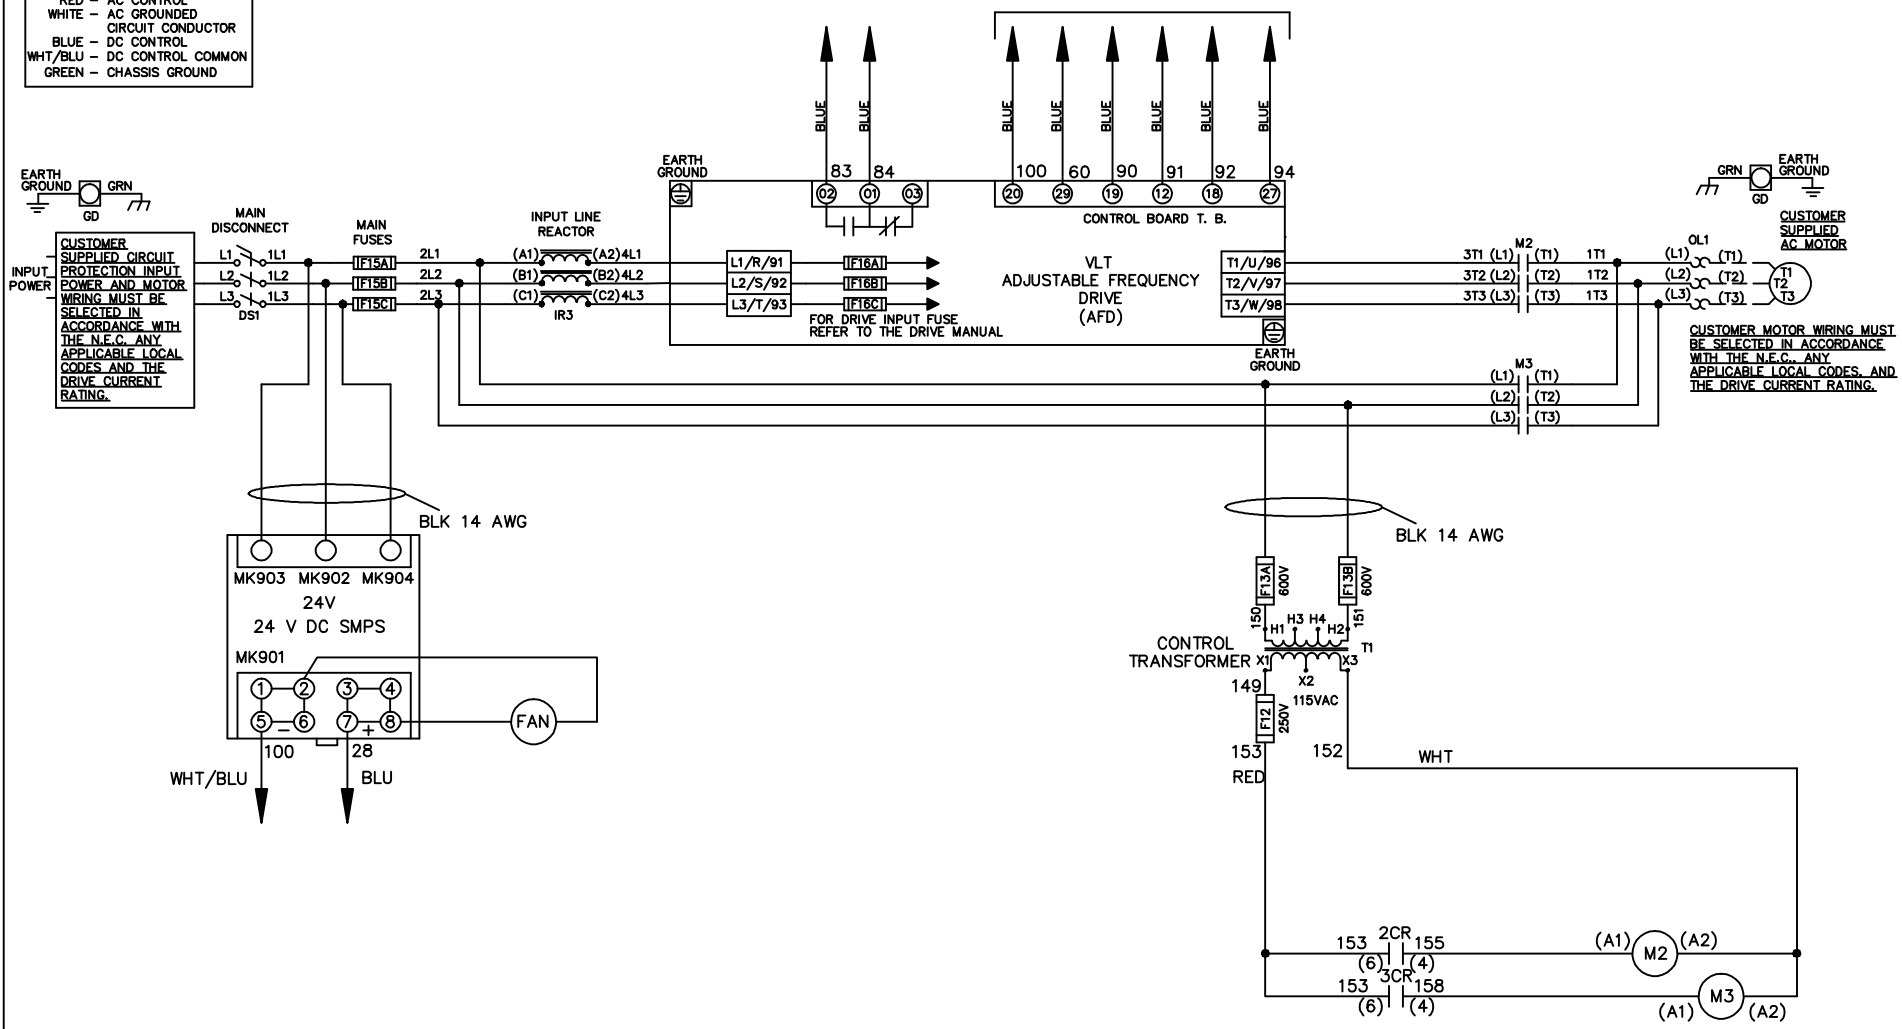 RED – AC CONTROL
WHITE – AC GROUNDED
CIRCUIT CONDUCTOR
BLUE – DC CONTROL
WHT/BLU – DC CONTROL COMMON
GREEN – CHASSIS GROUND
EARTH
GROUND
GRN
GD
CUSTOMER
SUPPLIED CIRCUIT
PROTECTION INPUT
POWER AND MOTOR
WIRING MUST BE
SELECTED IN
ACCORDANCE WITH
THE N.E.C. ANY
APPLICABLE LOCAL
CODES AND THE
DRIVE CURRENT
RATING.
INPUT
POWER
MAIN
DISCONNECT
L1 1L1
L2 1L2
L3 1L3
DS1
MAIN
FUSES
F15A
F15B
F15C
2L1
2L2
2L3
INPUT LINE
REACTOR
(A1) (A2) 4L1
(B1) (B2) 4L2
(C1) (C2) 4L3
IR3
EARTH
GROUND
BLUE BLUE
83 84
02 01 03
BLUE BLUE BLUE BLUE BLUE BLUE
100 60 90 91 92 94
20 29 19 12 18 27
CONTROL BOARD T. B.
L1/R/91
L2/S/92
L3/T/93
F16A
F16B
F16C
FOR DRIVE INPUT FUSE
REFER TO THE DRIVE MANUAL
VLT
ADJUSTABLE FREQUENCY
DRIVE
(AFD)
T1/U/96
T2/V/97
T3/W/98
EARTH
GROUND
M2
3T1 (L1) (T1) 1T1
3T2 (L2) (T2) 1T2
3T3 (L3) (T3) 1T3
OL1
(L1) (T1)
(L2) (T2)
(L3) (T3)
T1
T2
T3
GRN
GD
EARTH
GROUND
CUSTOMER
SUPPLIED
AC MOTOR
CUSTOMER MOTOR WIRING MUST
BE SELECTED IN ACCORDANCE
WITH THE N.E.C., ANY
APPLICABLE LOCAL CODES, AND
THE DRIVE CURRENT RATING.
M3
(L1) (T1)
(L2) (T2)
(L3) (T3)
BLK 14 AWG
MK903 MK902 MK904
24V
24 V DC SMPS
MK901
1 2 3 4
5 6 7 8
– +
FAN
100 28
WHT/BLU BLU
BLK 14 AWG
F13A 600V
F13B 600V
150 151
H1 H3 H4 H2
CONTROL
TRANSFORMER
T1
X1 X2 X3
115VAC
149
F12 250V
153 152
RED
WHT
2CR
153 155
(6) (4)
(A1) M2 (A2)
3CR
153 158
(6) (4)
(A1) M3 (A2)